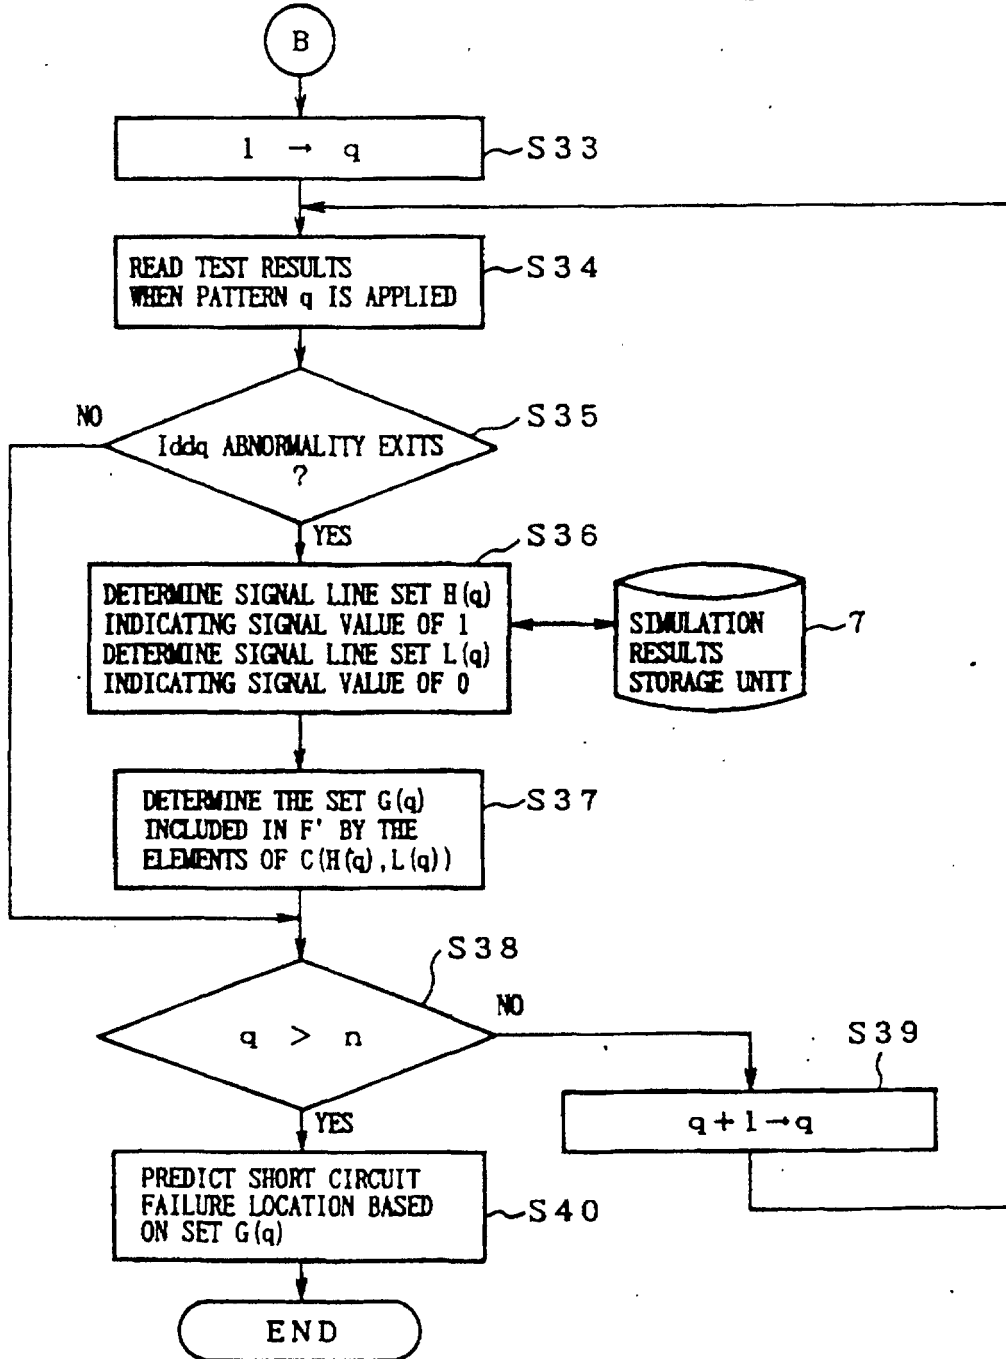 B
1 → q
S33
READ TEST RESULTS
WHEN PATTERN q IS APPLIED
S34
NO
S35
Iddq ABNORMALITY EXITS
?
YES
S36
DETERMINE SIGNAL LINE SET H(q)
INDICATING SIGNAL VALUE OF 1
DETERMINE SIGNAL LINE SET L(q)
INDICATING SIGNAL VALUE OF 0
SIMULATION
RESULTS
STORAGE UNIT
7
DETERMINE THE SET G(q)
INCLUDED IN F' BY THE
ELEMENTS OF C(H(q),L(q))
S37
S38
q > n
NO
YES
S39
q+1→q
PREDICT SHORT CIRCUIT
FAILURE LOCATION BASED
ON SET G(q)
S40
END